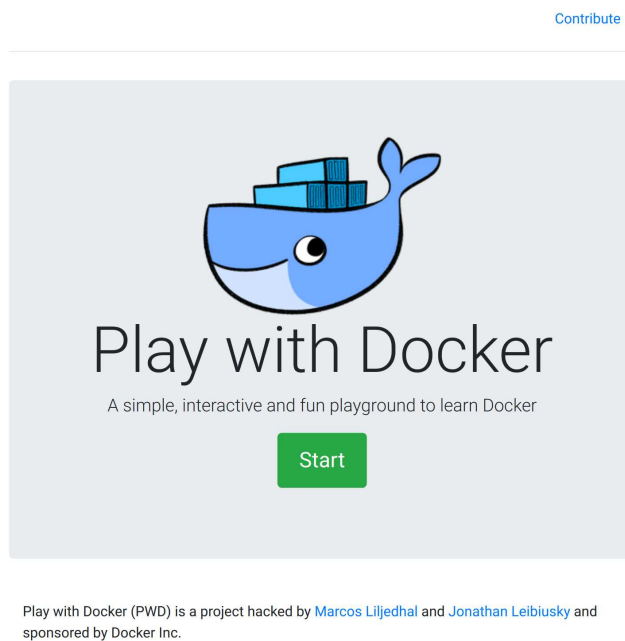 Contribute
Play with Docker
A simple, interactive and fun playground to learn Docker
Start
Play with Docker (PWD) is a project hacked by Marcos Liljedhal and Jonathan Leibiusky and
sponsored by Docker Inc.